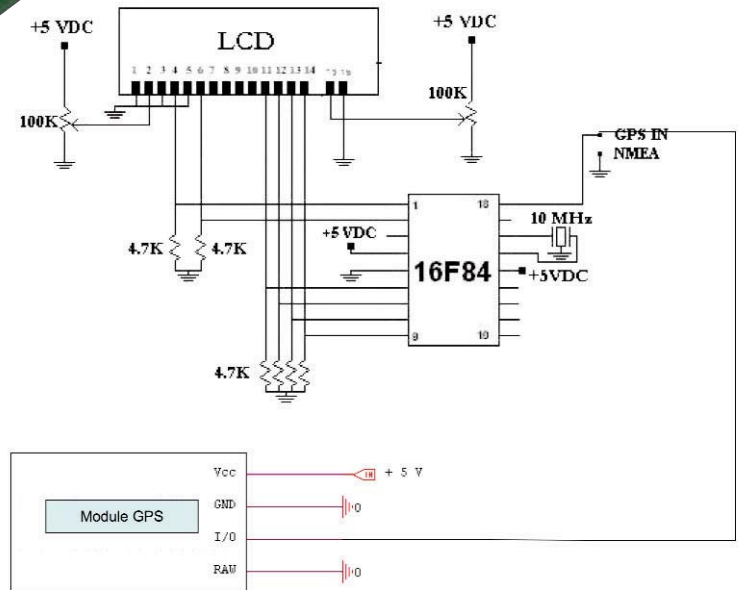 +5 VDC
LCD
+5 VDC
1 2 3 4 5 6 7 8 9 10 11 12 13 14 15 16
100K
100K
GPS IN
NMEA
1 18
10 MHz
+5 VDC
4.7K 4.7K
16F84
+5VDC
9 10
4.7K
Vcc + 5 V
GND 0
Module GPS
I/O
RAW 0